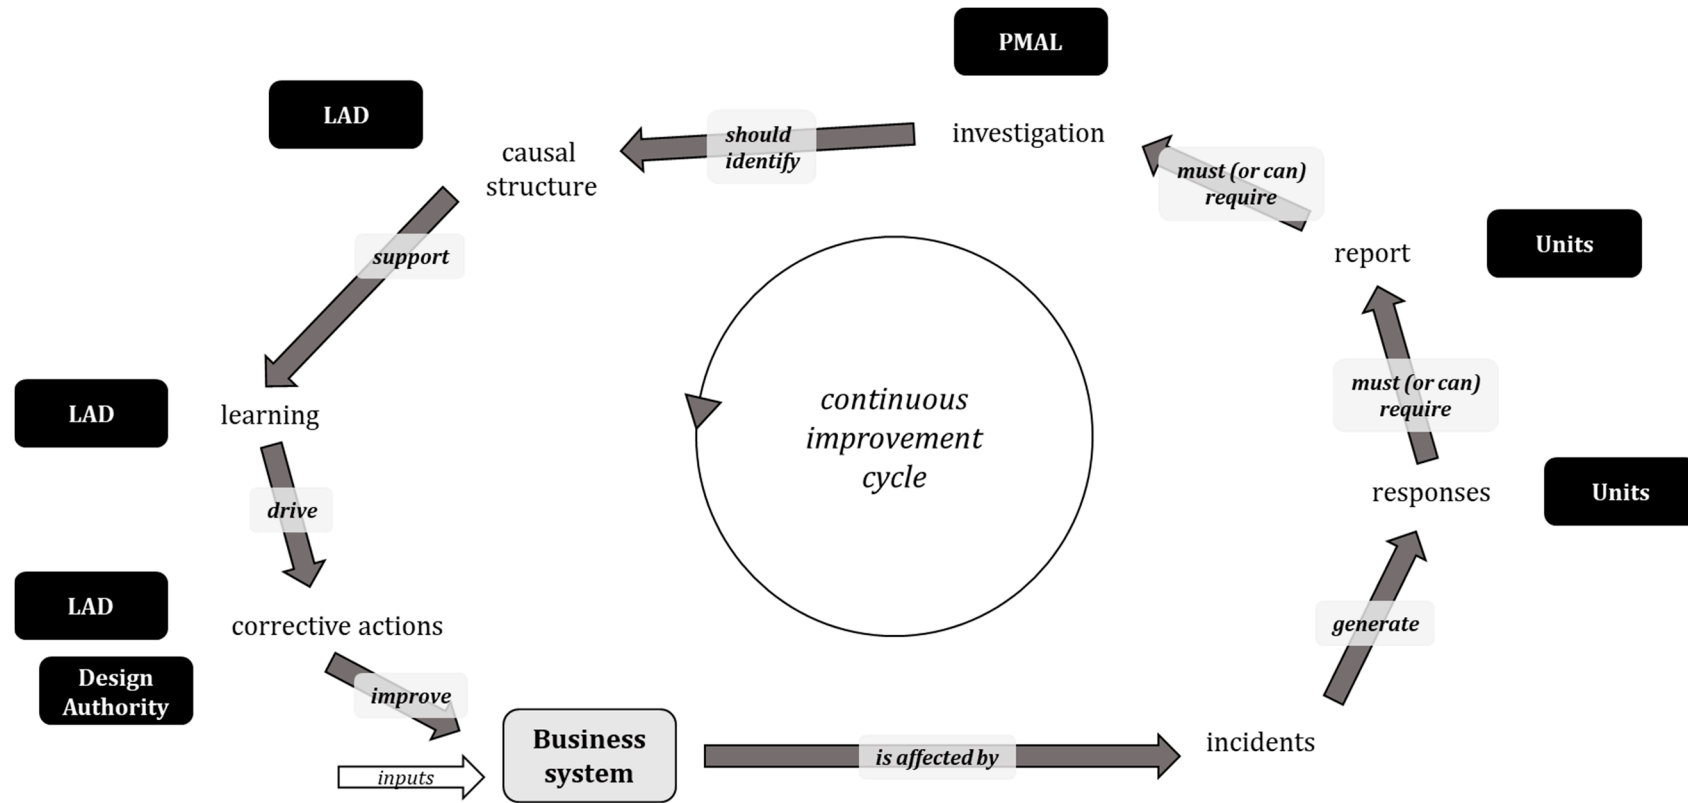 PMAL
LAD
should
identify
investigation
causal
structure
must (or can)
require
Units
report
support
continuous
improvement
cycle
must (or can)
require
LAD
learning
responses
Units
drive
LAD
corrective actions
generate
Design
Authority
improve
Business
system
is affected by
incidents
inputs